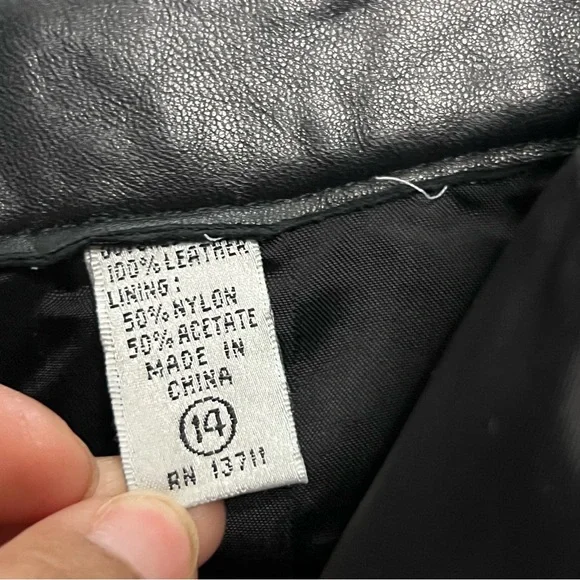 100% LEATHER
LINING:
50% NYLON
50% ACETATE
MADE IN
CHINA
14
RN 13711